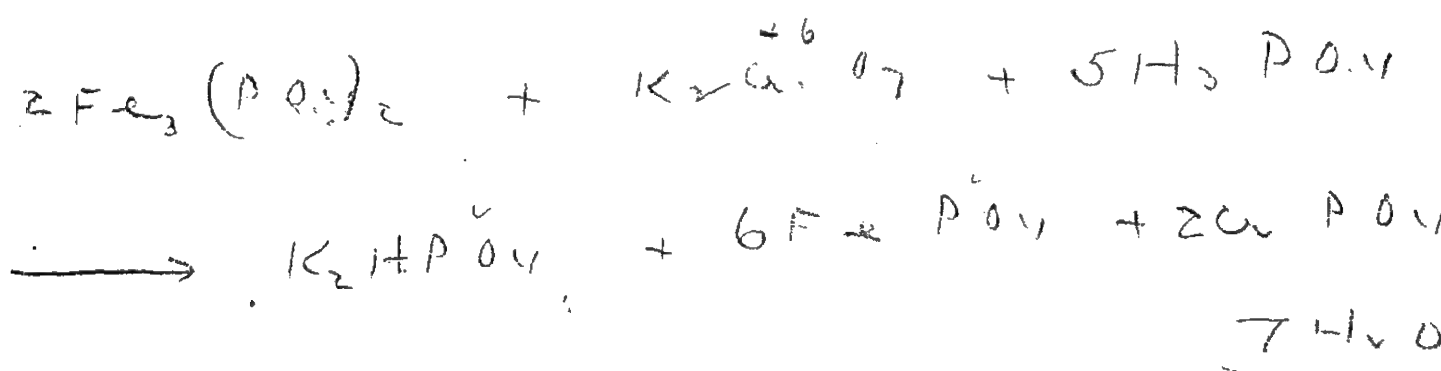 +6
2Fe₃(PO₄)₂ + K₂Cr₂O₇ + 5H₃PO₄
⟶ K₂HPO₄ + 6FePO₄ + 2CrPO₄
7H₂O